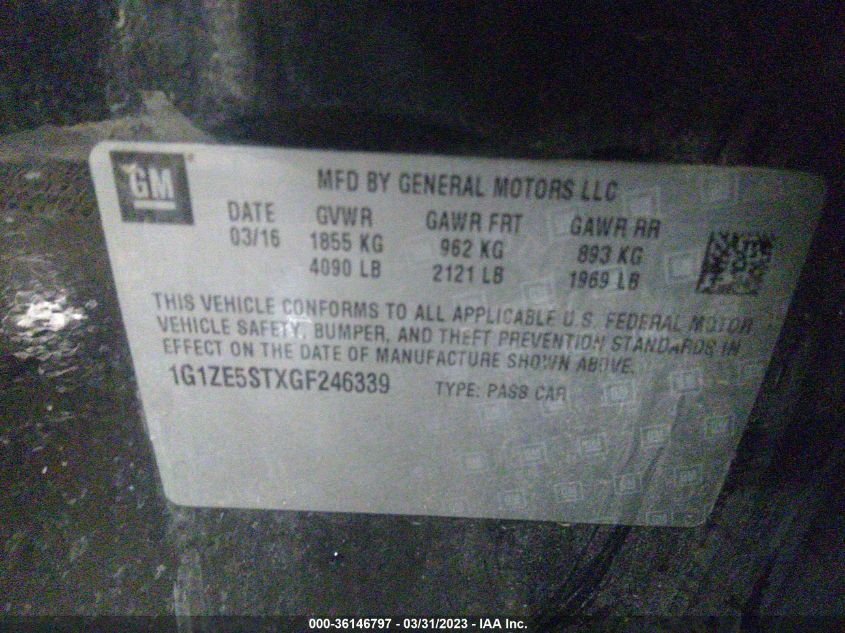 GM
MFD BY GENERAL MOTORS LLC
DATE GVWR GAWR FRT GAWR RR
03/16 1855 KG 962 KG 893 KG
4090 LB 2121 LB 1969 LB
THIS VEHICLE CONFORMS TO ALL APPLICABLE U.S. FEDERAL MOTOR
VEHICLE SAFETY, BUMPER, AND THEFT PREVENTION STANDARDS IN
EFFECT ON THE DATE OF MANUFACTURE SHOWN ABOVE.
1G1ZE5STXGF246339 TYPE: PASS CAR
000-36146797 - 03/31/2023 - IAA Inc.